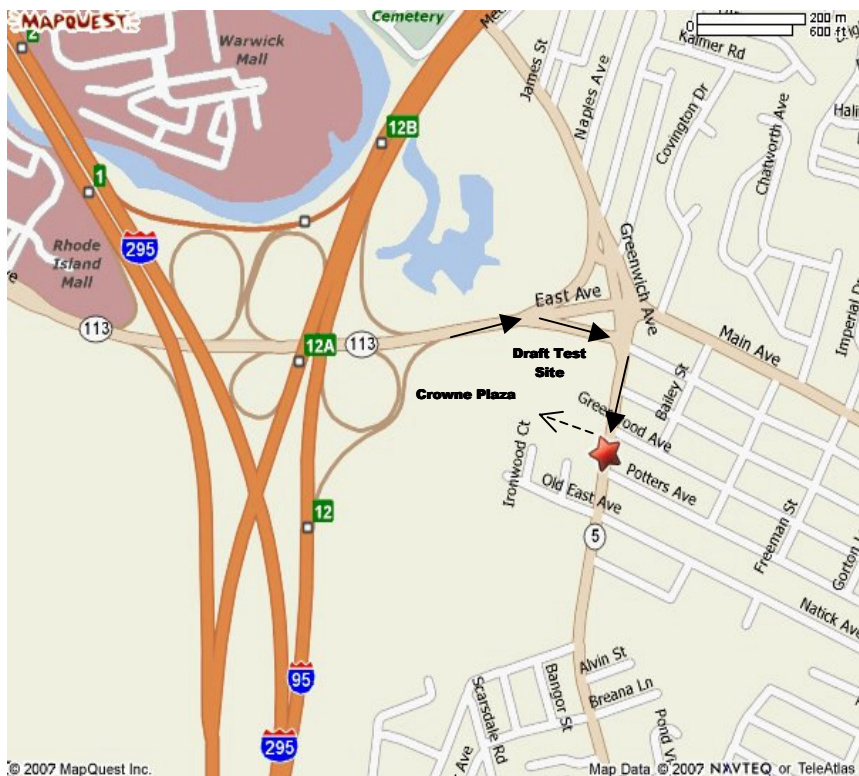 MAPQUEST
Cemetery
200 m
600 ft
0
2
Warwick
Mall
James St
Naples Ave
Kalmer Rd
Covington Dr
Chatworth Ave
12B
1
295
Rhode
Island
Mall
Greenwich Ave
East Ave
Imperial Dr
113
12A
113
Main Ave
Draft Test
Site
Crowne Plaza
Bailey St
Greenwood Ave
Ironwood Ct
Potters Ave
Old East Ave
12
5
Freeman St
Natick Ave
95
Alvin St
Bangor St
Breana Ln
Scarsdale Rd
295
© 2007 MapQuest Inc.
Map Data © 2007 NAVTEQ or TeleAtlas